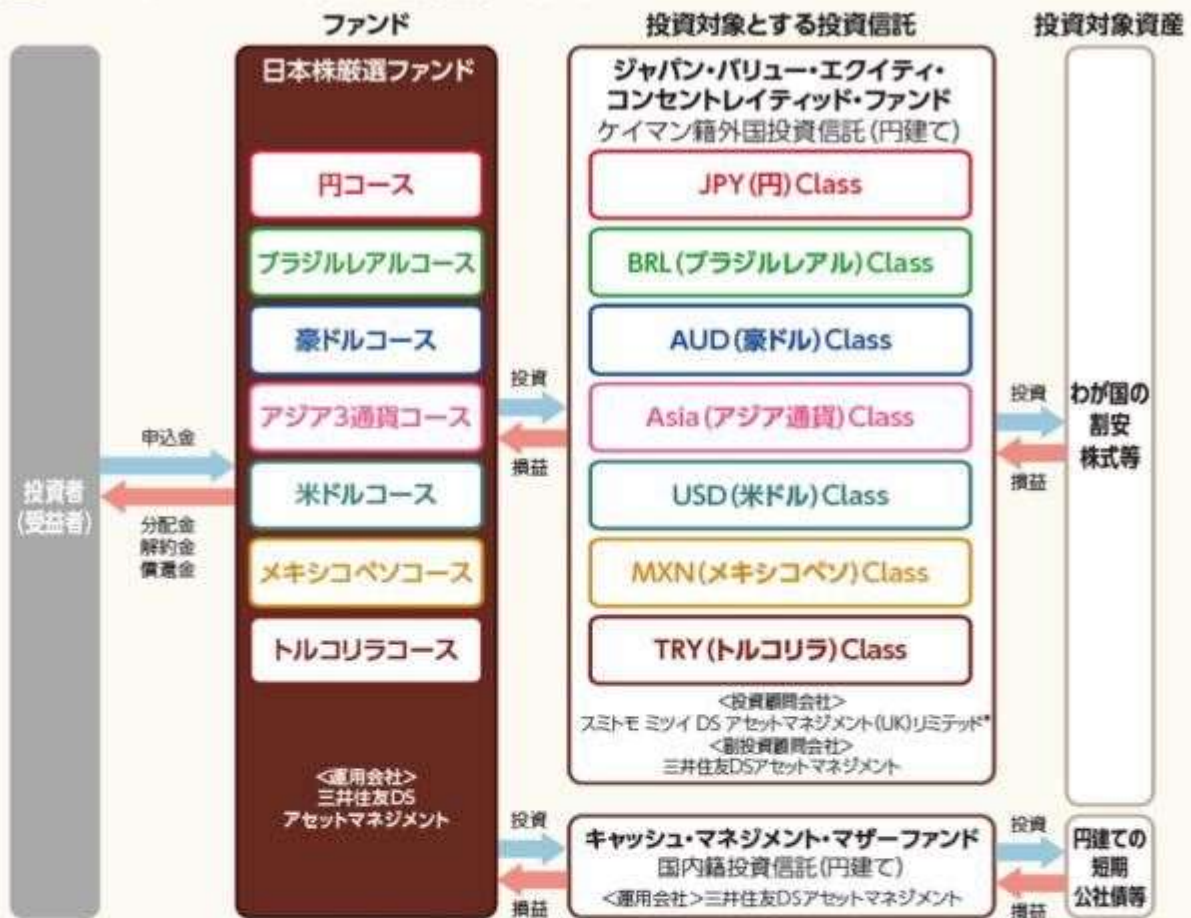 ファンド
投資対象とする投資信託
投資対象資産
日本株厳選ファンド
ジャパン・バリュー・エクイティ・
コンセントレイティッド・ファンド
ケイマン籍外国投資信託(円建て)
円コース
JPY(円)Class
ブラジルレアルコース
BRL(ブラジルレアル)Class
豪ドルコース
AUD(豪ドル)Class
アジア3通貨コース
Asia(アジア通貨)Class
米ドルコース
USD(米ドル)Class
メキシコペソコース
MXN(メキシコペソ)Class
トルコリラコース
TRY(トルコリラ)Class
投資者
(受益者)
申込金
分配金
解約金
償還金
投資
損益
投資
損益
わが国の
割安
株式等
<投資顧問会社>
スミトモ ミツイ DS アセットマネジメント(UK)リミテッド*
<副投資顧問会社>
三井住友DSアセットマネジメント
<運用会社>
三井住友DS
アセットマネジメント
投資
損益
キャッシュ・マネジメント・マザーファンド
国内籍投資信託(円建て)
<運用会社>三井住友DSアセットマネジメント
投資
損益
円建ての
短期
公社債等